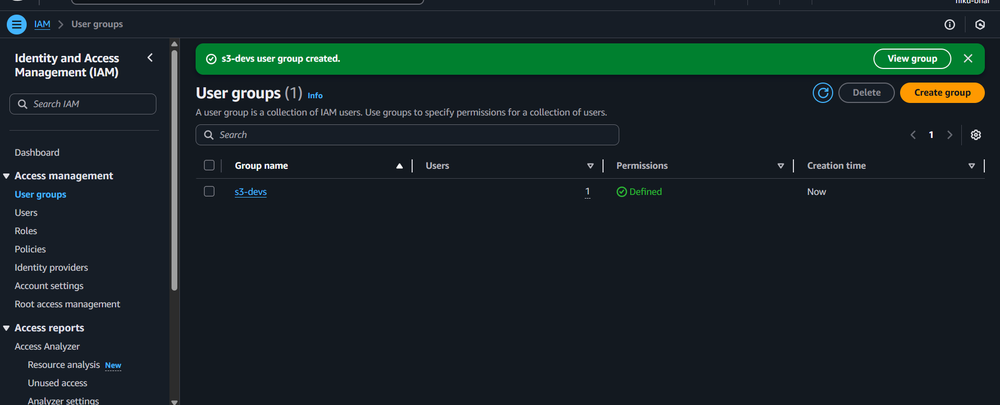 IAM > User groups
Identity and Access
Management (IAM)
Search IAM
Dashboard
Access management
User groups
Users
Roles
Policies
Identity providers
Account settings
Root access management
Access reports
Access Analyzer
Resource analysis New
Unused access
Analyzer settings
s3-devs user group created.
View group
User groups (1) Info
Delete
Create group
A user group is a collection of IAM users. Use groups to specify permissions for a collection of users.
Search
1
Group name Users Permissions Creation time
s3-devs 1 Defined Now